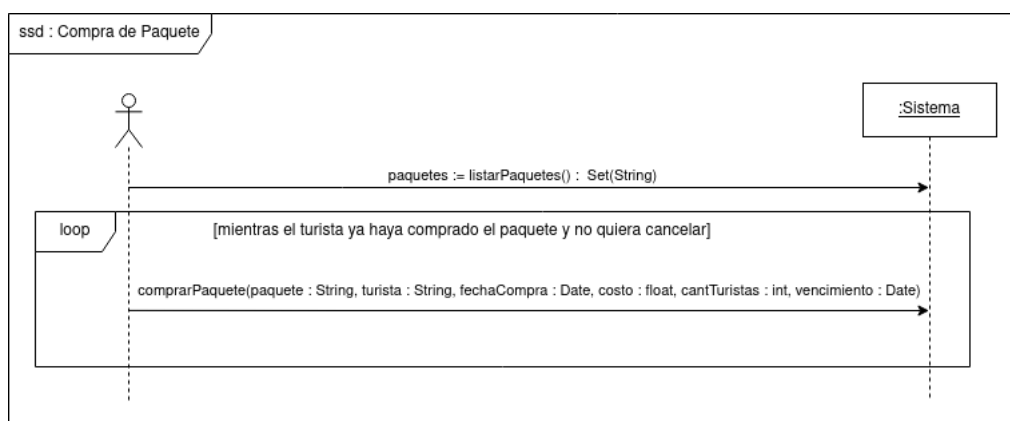 ssd : Compra de Paquete
:Sistema
paquetes := listarPaquetes() : Set(String)
loop
[mientras el turista ya haya comprado el paquete y no quiera cancelar]
comprarPaquete(paquete : String, turista : String, fechaCompra : Date, costo : float, cantTuristas : int, vencimiento : Date)